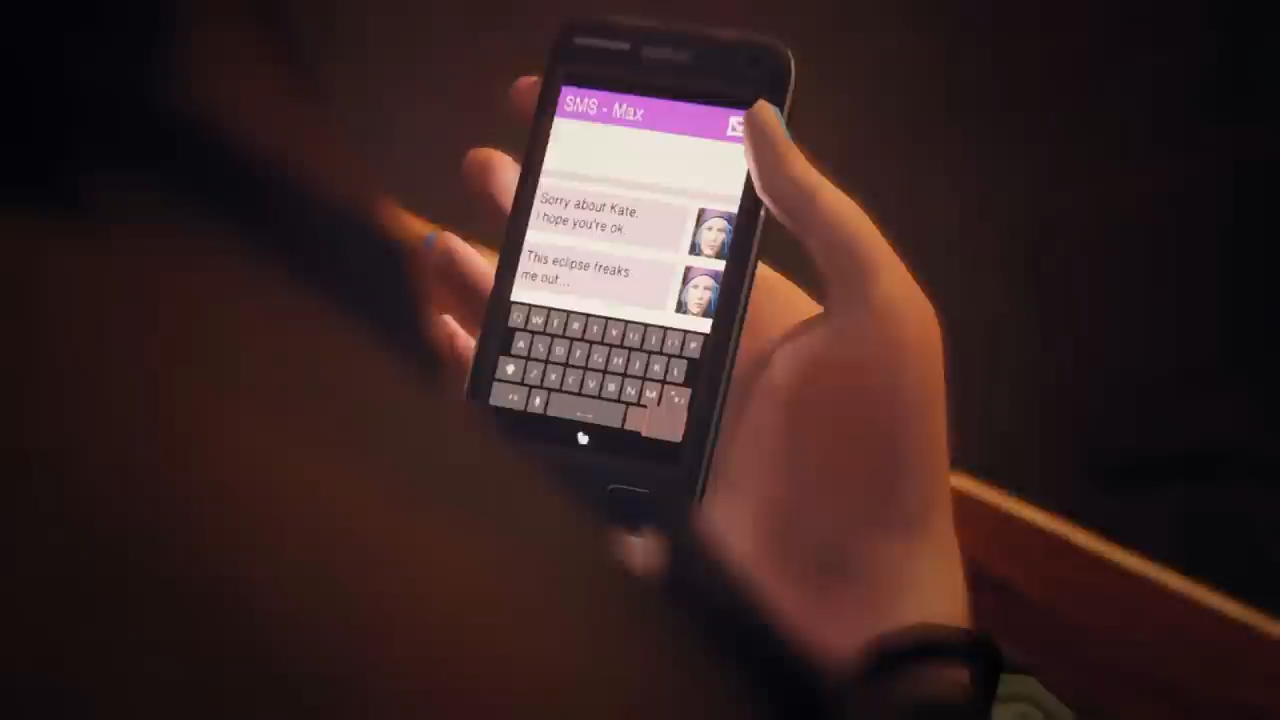 SMS - Max
Sorry about Kate.
I hope you're ok.
This eclipse freaks
me out...